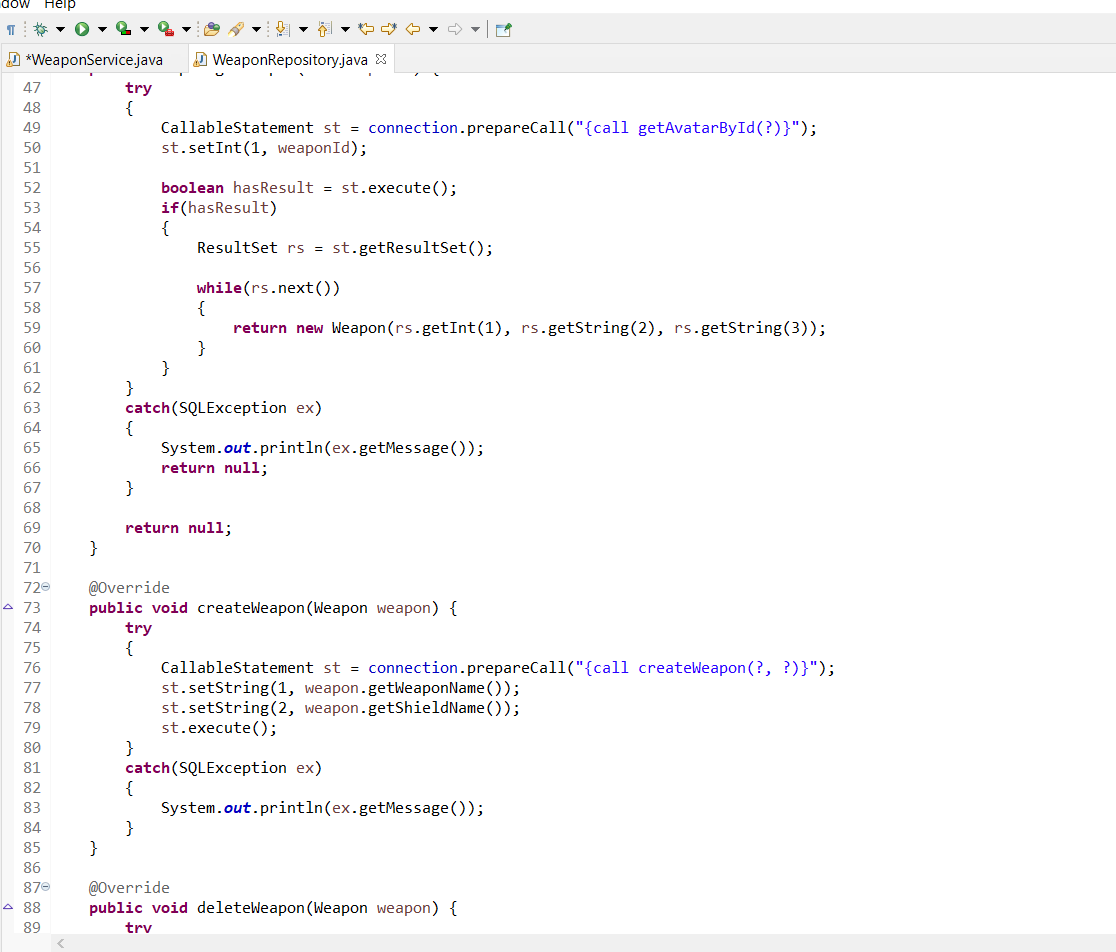 Help
*WeaponService.java WeaponRepository.java
47 try
48 {
49 CallableStatement st = connection.prepareCall("{call getAvatarById(?)}");
50 st.setInt(1, weaponId);
51
52 boolean hasResult = st.execute();
53 if(hasResult)
54 {
55 ResultSet rs = st.getResultSet();
56
57 while(rs.next())
58 {
59 return new Weapon(rs.getInt(1), rs.getString(2), rs.getString(3));
60 }
61 }
62 }
63 catch(SQLException ex)
64 {
65 System.out.println(ex.getMessage());
66 return null;
67 }
68
69 return null;
70 }
71
72 @Override
73 public void createWeapon(Weapon weapon) {
74 try
75 {
76 CallableStatement st = connection.prepareCall("{call createWeapon(?, ?)}");
77 st.setString(1, weapon.getWeaponName());
78 st.setString(2, weapon.getShieldName());
79 st.execute();
80 }
81 catch(SQLException ex)
82 {
83 System.out.println(ex.getMessage());
84 }
85 }
86
87 @Override
88 public void deleteWeapon(Weapon weapon) {
89 try